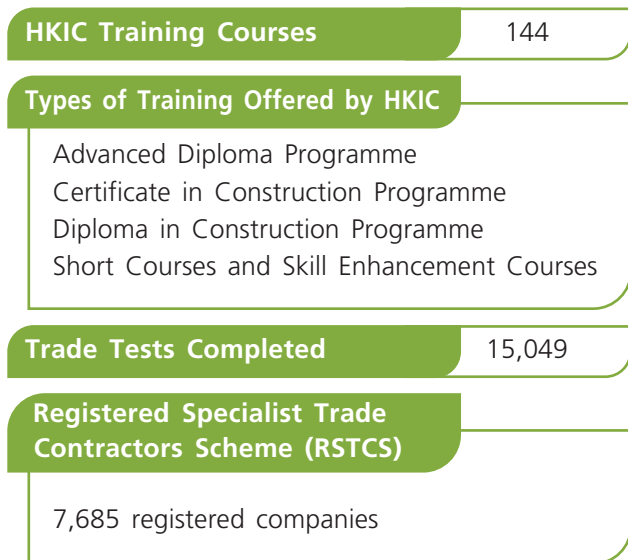 HKIC Training Courses 144
Types of Training Offered by HKIC
Advanced Diploma Programme
Certificate in Construction Programme
Diploma in Construction Programme
Short Courses and Skill Enhancement Courses
Trade Tests Completed 15,049
Registered Specialist Trade
Contractors Scheme (RSTCS)
7,685 registered companies